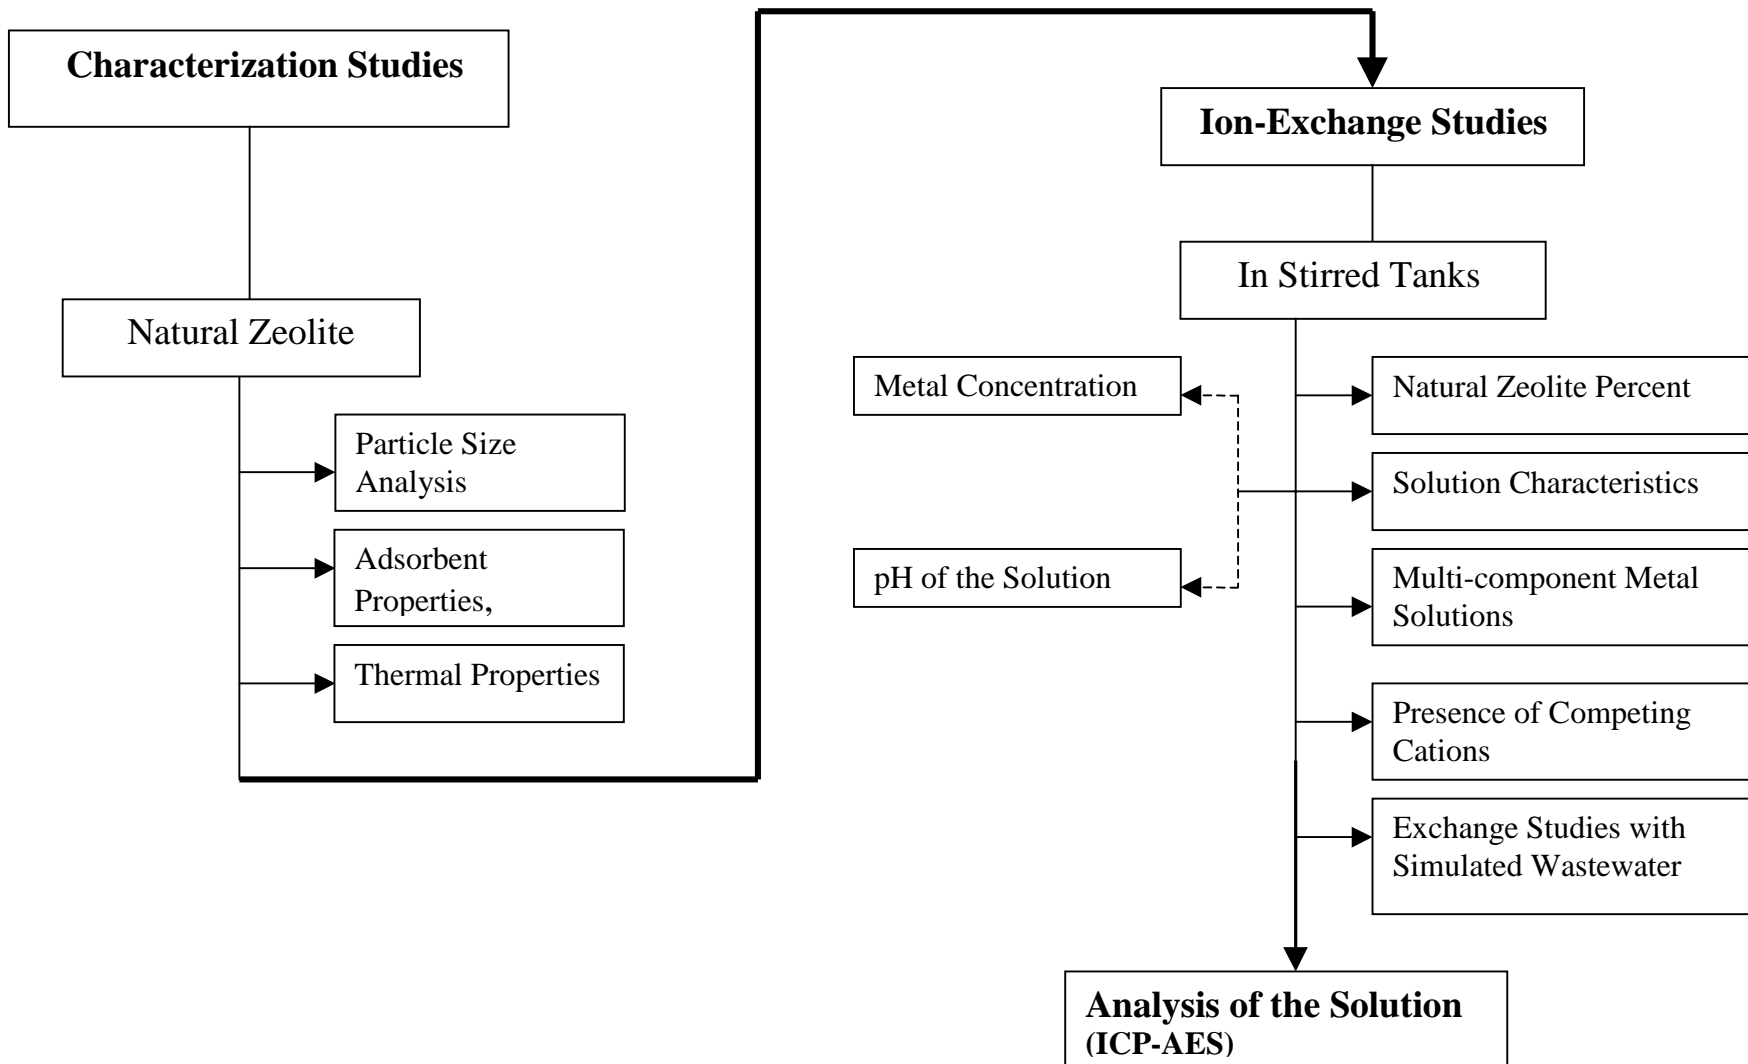 Characterization Studies
Natural Zeolite
Particle Size
Analysis
Adsorbent
Properties,
Thermal Properties
Ion-Exchange Studies
In Stirred Tanks
Metal Concentration
pH of the Solution
Natural Zeolite Percent
Solution Characteristics
Multi-component Metal
Solutions
Presence of Competing
Cations
Exchange Studies with
Simulated Wastewater
Analysis of the Solution
(ICP-AES)